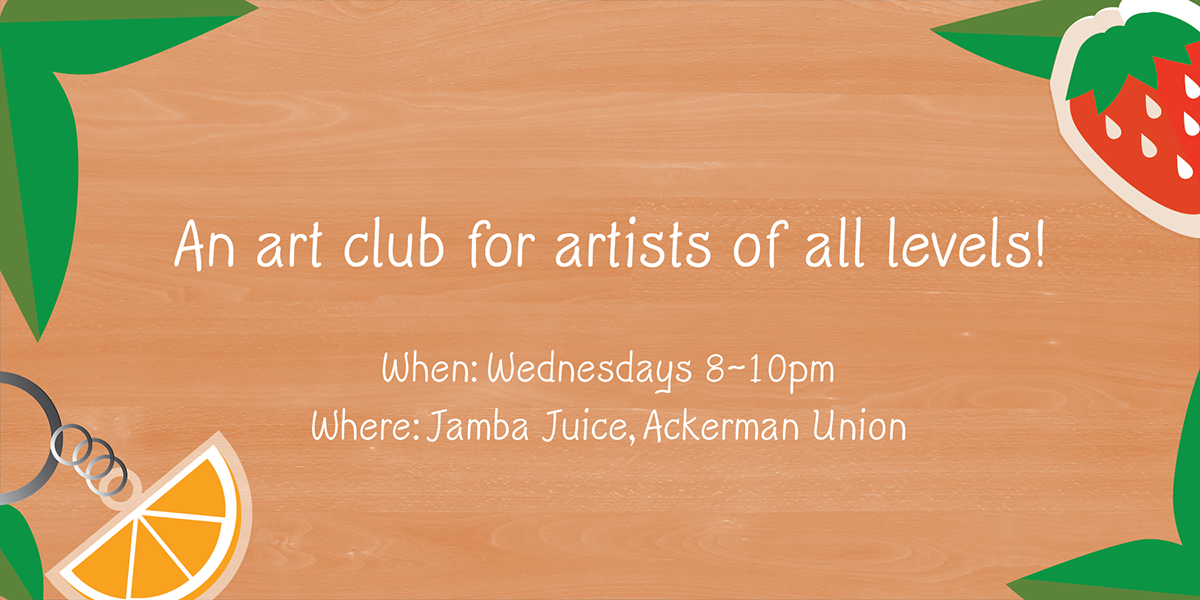 An art club for artists of all levels!
When: Wednesdays 8~10pm
Where: Jamba Juice, Ackerman Union